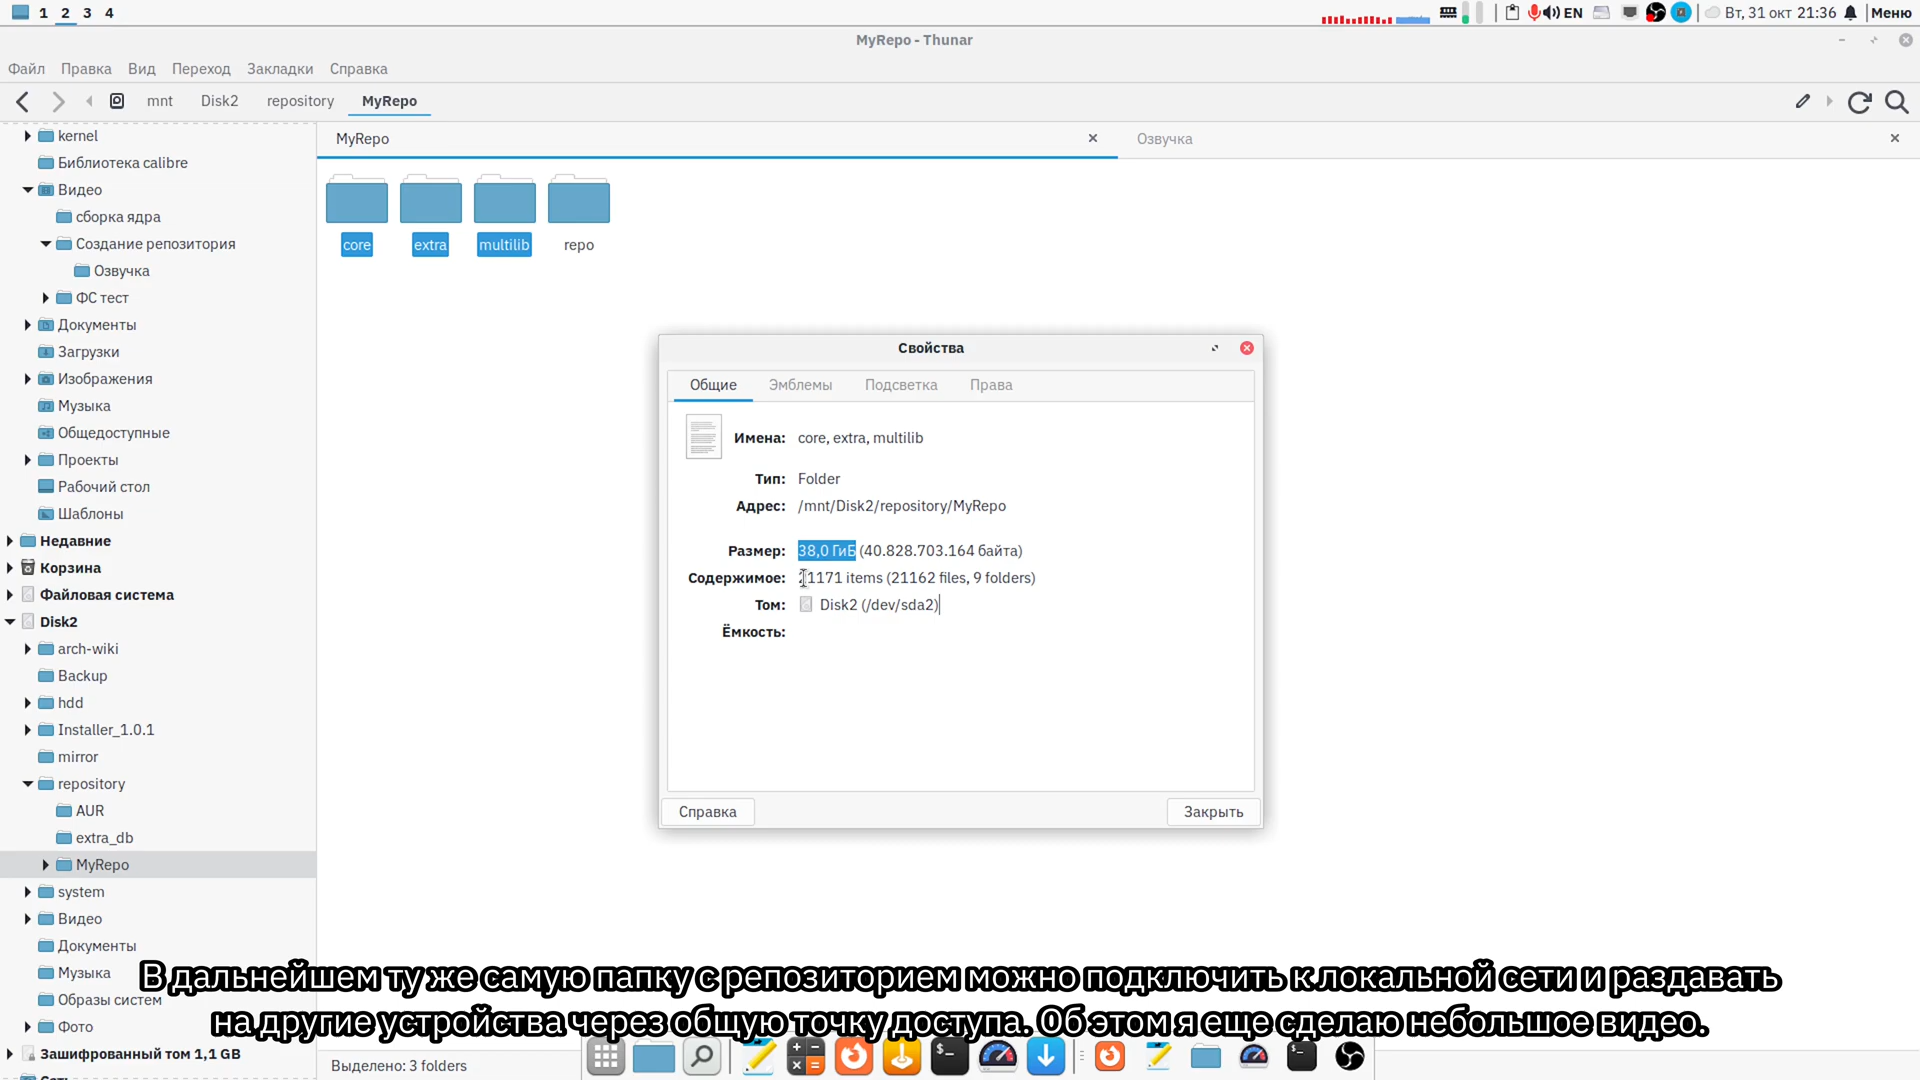 1 2 3 4
EN
Вт, 31 окт 21:36
Меню
MyRepo - Thunar
Файл Правка Вид Переход Закладки Справка
mnt Disk2 repository MyRepo
kernel
Библиотека calibre
Видео
сборка ядра
Создание репозитория
Озвучка
ФС тест
Документы
Загрузки
Изображения
Музыка
Общедоступные
Проекты
Рабочий стол
Шаблоны
Недавние
Корзина
Файловая система
Disk2
arch-wiki
Backup
hdd
Installer_1.0.1
mirror
repository
AUR
extra_db
MyRepo
system
Видео
Документы
Музыка
Образы систем
Фото
Зашифрованный том 1,1 GB
MyRepo
Озвучка
core extra multilib repo
Свойства
Общие Эмблемы Подсветка Права
Имена: core, extra, multilib
Тип: Folder
Адрес: /mnt/Disk2/repository/MyRepo
Размер: 38,0 ГиБ (40.828.703.164 байта)
Содержимое: 21171 items (21162 files, 9 folders)
Том: Disk2 (/dev/sda2)
Ёмкость:
Справка
Закрыть
В дальнейшем ту же самую папку с репозиторием можно подключить к локальной сети и раздавать
на другие устройства через общую точку доступа. Об этом я еще сделаю небольшое видео.
Выделено: 3 folders